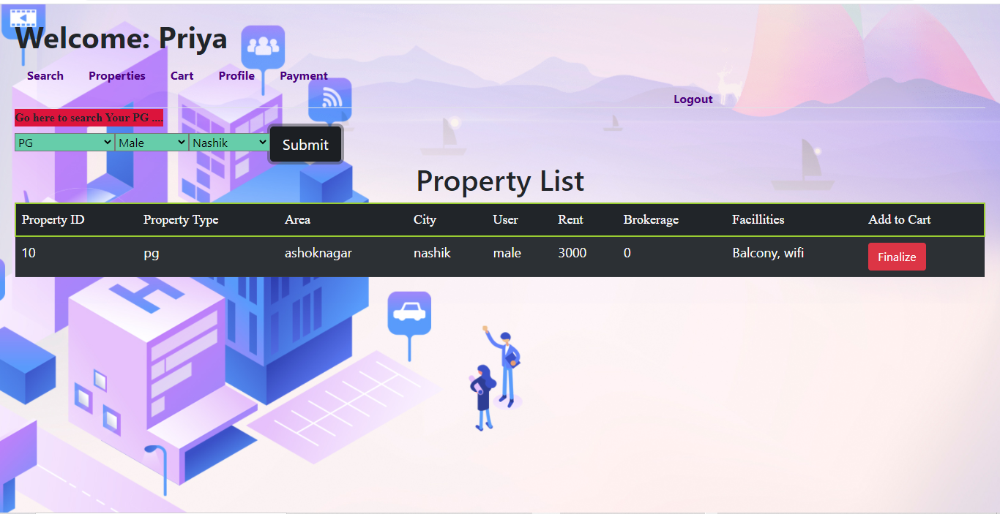 Welcome: Priya
Search Properties Cart Profile Payment
Logout
Go here to search Your PG ....
PG Male Nashik Submit
Property List
Property ID Property Type Area City User Rent Brokerage Facillities Add to Cart
10 pg ashoknagar nashik male 3000 0 Balcony, wifi Finalize
H